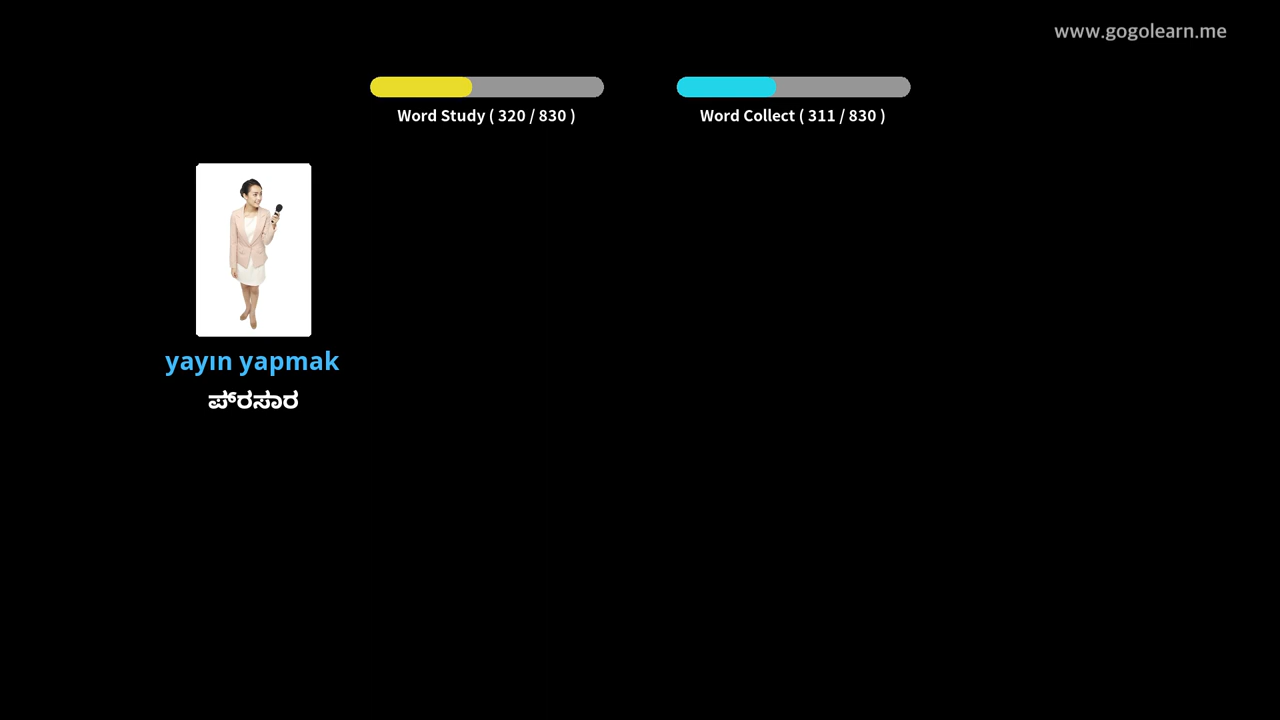 www.gogolearn.me
Word Study ( 320 / 830 )
Word Collect ( 311 / 830 )
yayın yapmak
ಪ್ರಸಾರ